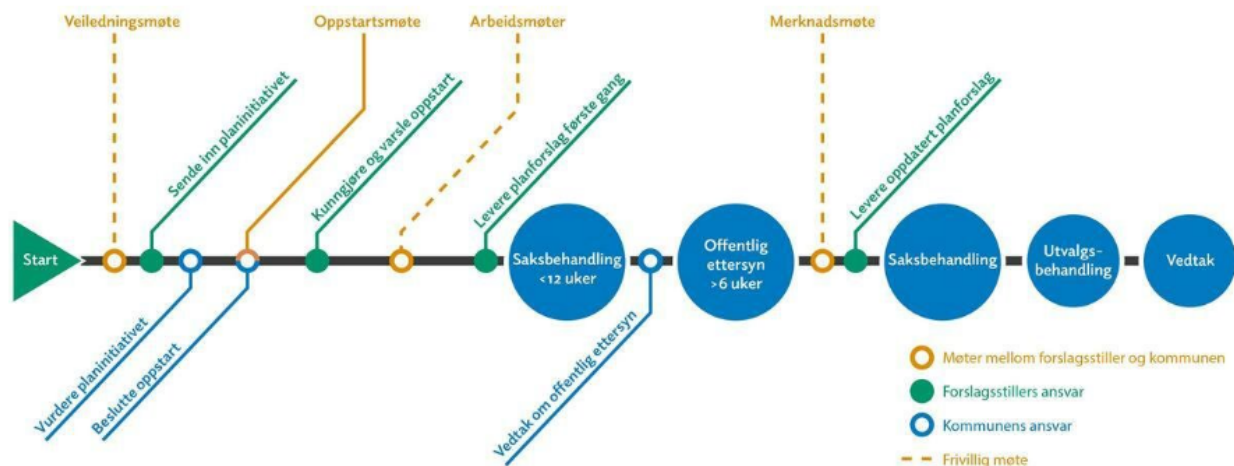 Veiledningsmøte
Oppstartsmøte
Arbeidsmøter
Merknadsmøte
Sende inn planinitiativet
Kunngjøre og varsle oppstart
Levere planforslag første gang
Levere oppdatert planforslag
Start
Saksbehandling
<12 uker
Offentlig
ettersyn
>6 uker
Saksbehandling
Utvalgs-
behandling
Vedtak
Vurdere planinitiativet
Beslutte oppstart
Vedtak om offentlig ettersyn
Møter mellom forslagsstiller og kommunen
Forslagsstillers ansvar
Kommunens ansvar
Frivillig møte